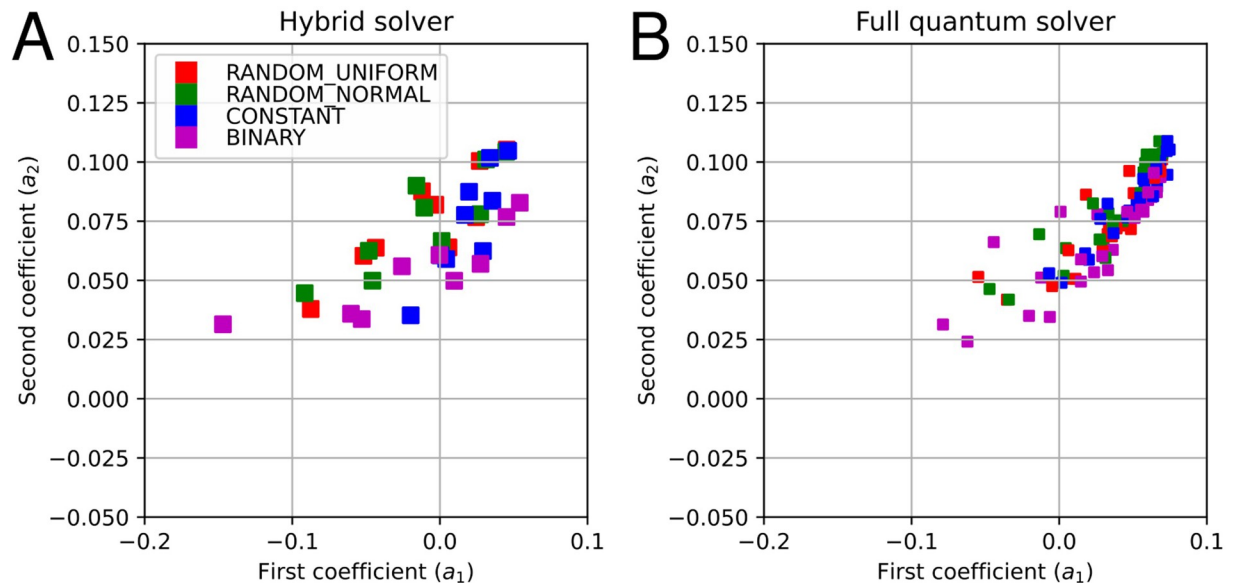 A
Hybrid solver
0.150
0.125
0.100
0.075
0.050
0.025
0.000
−0.025
−0.050
Second coefficient (a2)
RANDOM_UNIFORM
RANDOM_NORMAL
CONSTANT
BINARY
−0.2
−0.1
0.0
0.1
First coefficient (a1)
B
Full quantum solver
0.150
0.125
0.100
0.075
0.050
0.025
0.000
−0.025
−0.050
Second coefficient (a2)
−0.2
−0.1
0.0
0.1
First coefficient (a1)